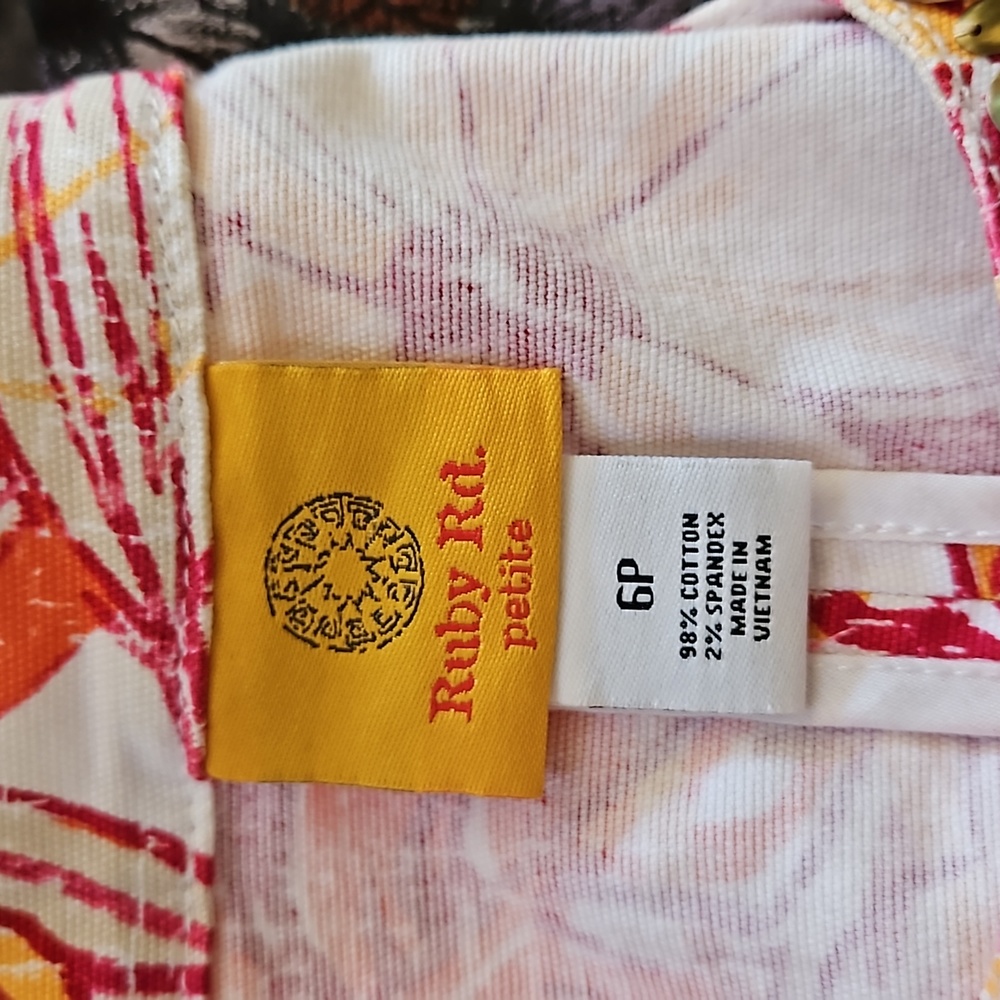 Ruby Rd.
petite
6P
98% COTTON
2% SPANDEX
MADE IN
VIETNAM